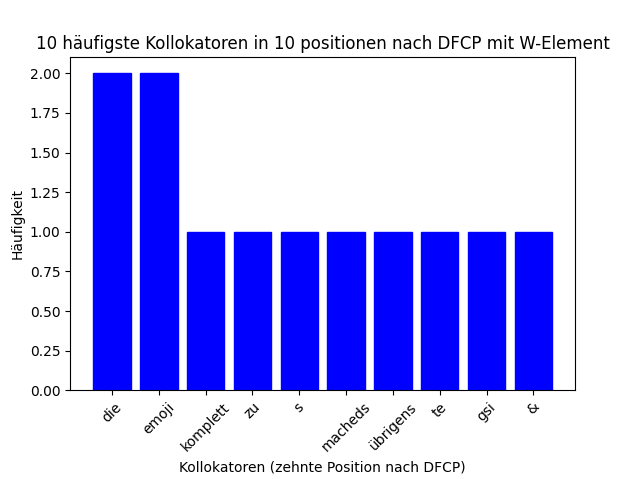 10 häufigste Kollokatoren in 10 positionen nach DFCP mit W-Element
2.00
1.75
1.50
1.25
1.00
0.75
0.50
0.25
0.00
Häufigkeit
die
emoji
komplett
zu
s
macheds
übrigens
te
gsi
&
Kollokatoren (zehnte Position nach DFCP)